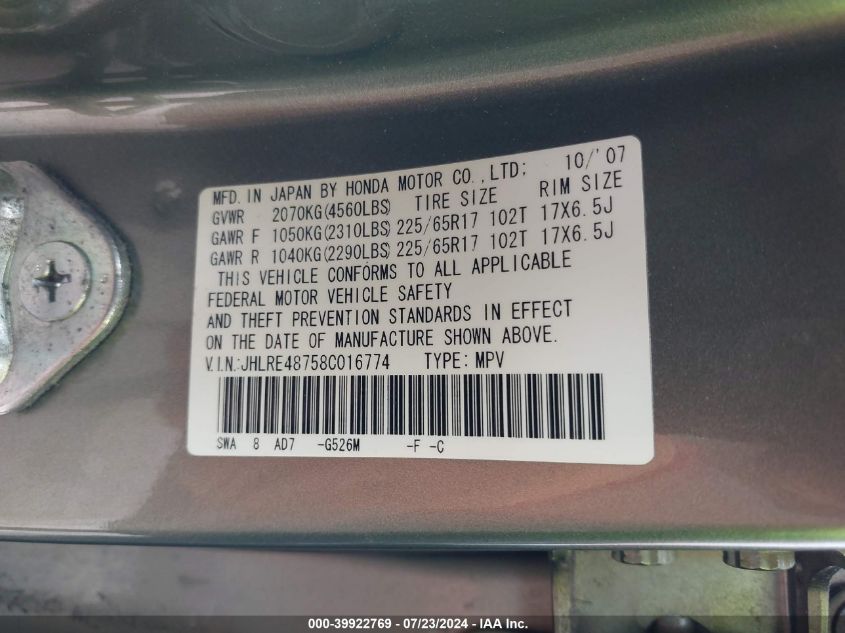 MFD. IN JAPAN BY HONDA MOTOR CO.,LTD; 10/'07
GVWR 2070KG(4560LBS) TIRE SIZE RIM SIZE
GAWR F 1050KG(2310LBS) 225/65R17 102T 17X6.5J
GAWR R 1040KG(2290LBS) 225/65R17 102T 17X6.5J
THIS VEHICLE CONFORMS TO ALL APPLICABLE
FEDERAL MOTOR VEHICLE SAFETY
AND THEFT PREVENTION STANDARDS IN EFFECT
ON THE DATE OF MANUFACTURE SHOWN ABOVE.
V.I.N.:JHLRE48758C016774 TYPE: MPV
SWA 8 AD7 -G526M -F -C
000-39922769 / 07/23/2024 / IAA Inc.